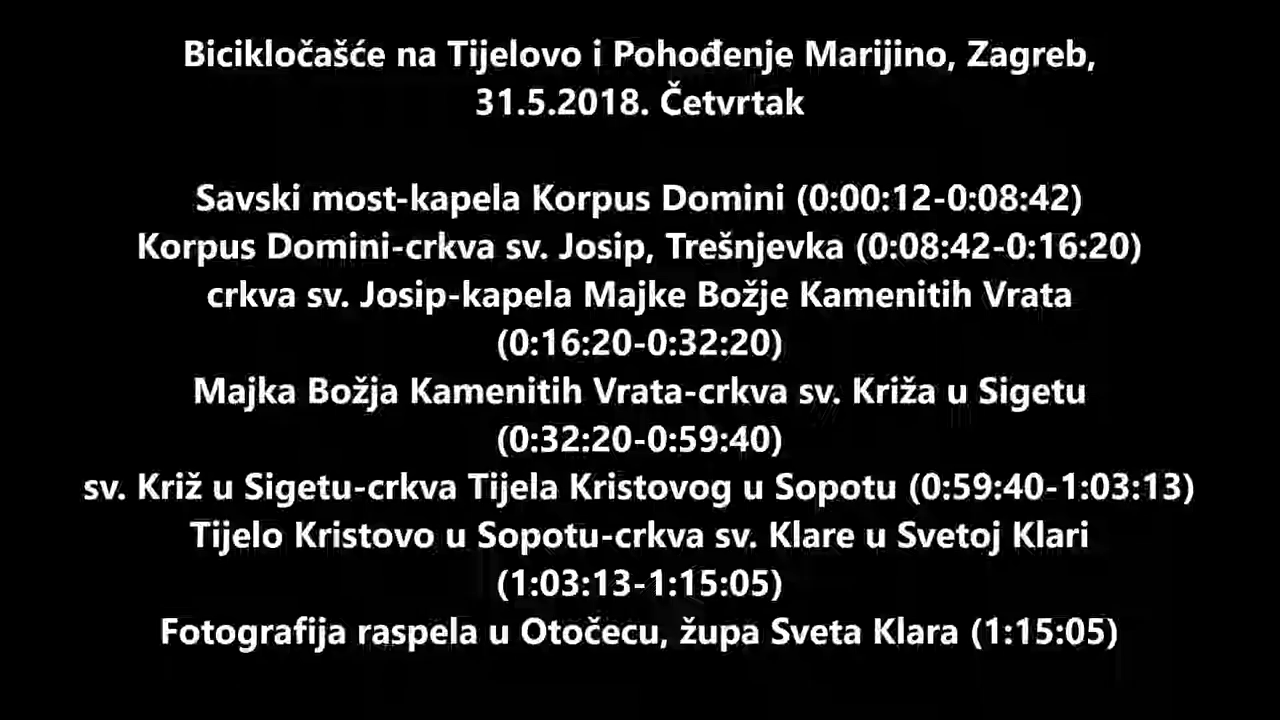 Bicikločašće na Tijelovo i Pohođenje Marijino, Zagreb,
31.5.2018. Četvrtak
Savski most-kapela Korpus Domini (0:00:12-0:08:42)
Korpus Domini-crkva sv. Josip, Trešnjevka (0:08:42-0:16:20)
crkva sv. Josip-kapela Majke Božje Kamenitih Vrata
(0:16:20-0:32:20)
Majka Božja Kamenitih Vrata-crkva sv. Križa u Sigetu
(0:32:20-0:59:40)
sv. Križ u Sigetu-crkva Tijela Kristovog u Sopotu (0:59:40-1:03:13)
Tijelo Kristovo u Sopotu-crkva sv. Klare u Svetoj Klari
(1:03:13-1:15:05)
Fotografija raspela u Otočecu, župa Sveta Klara (1:15:05)